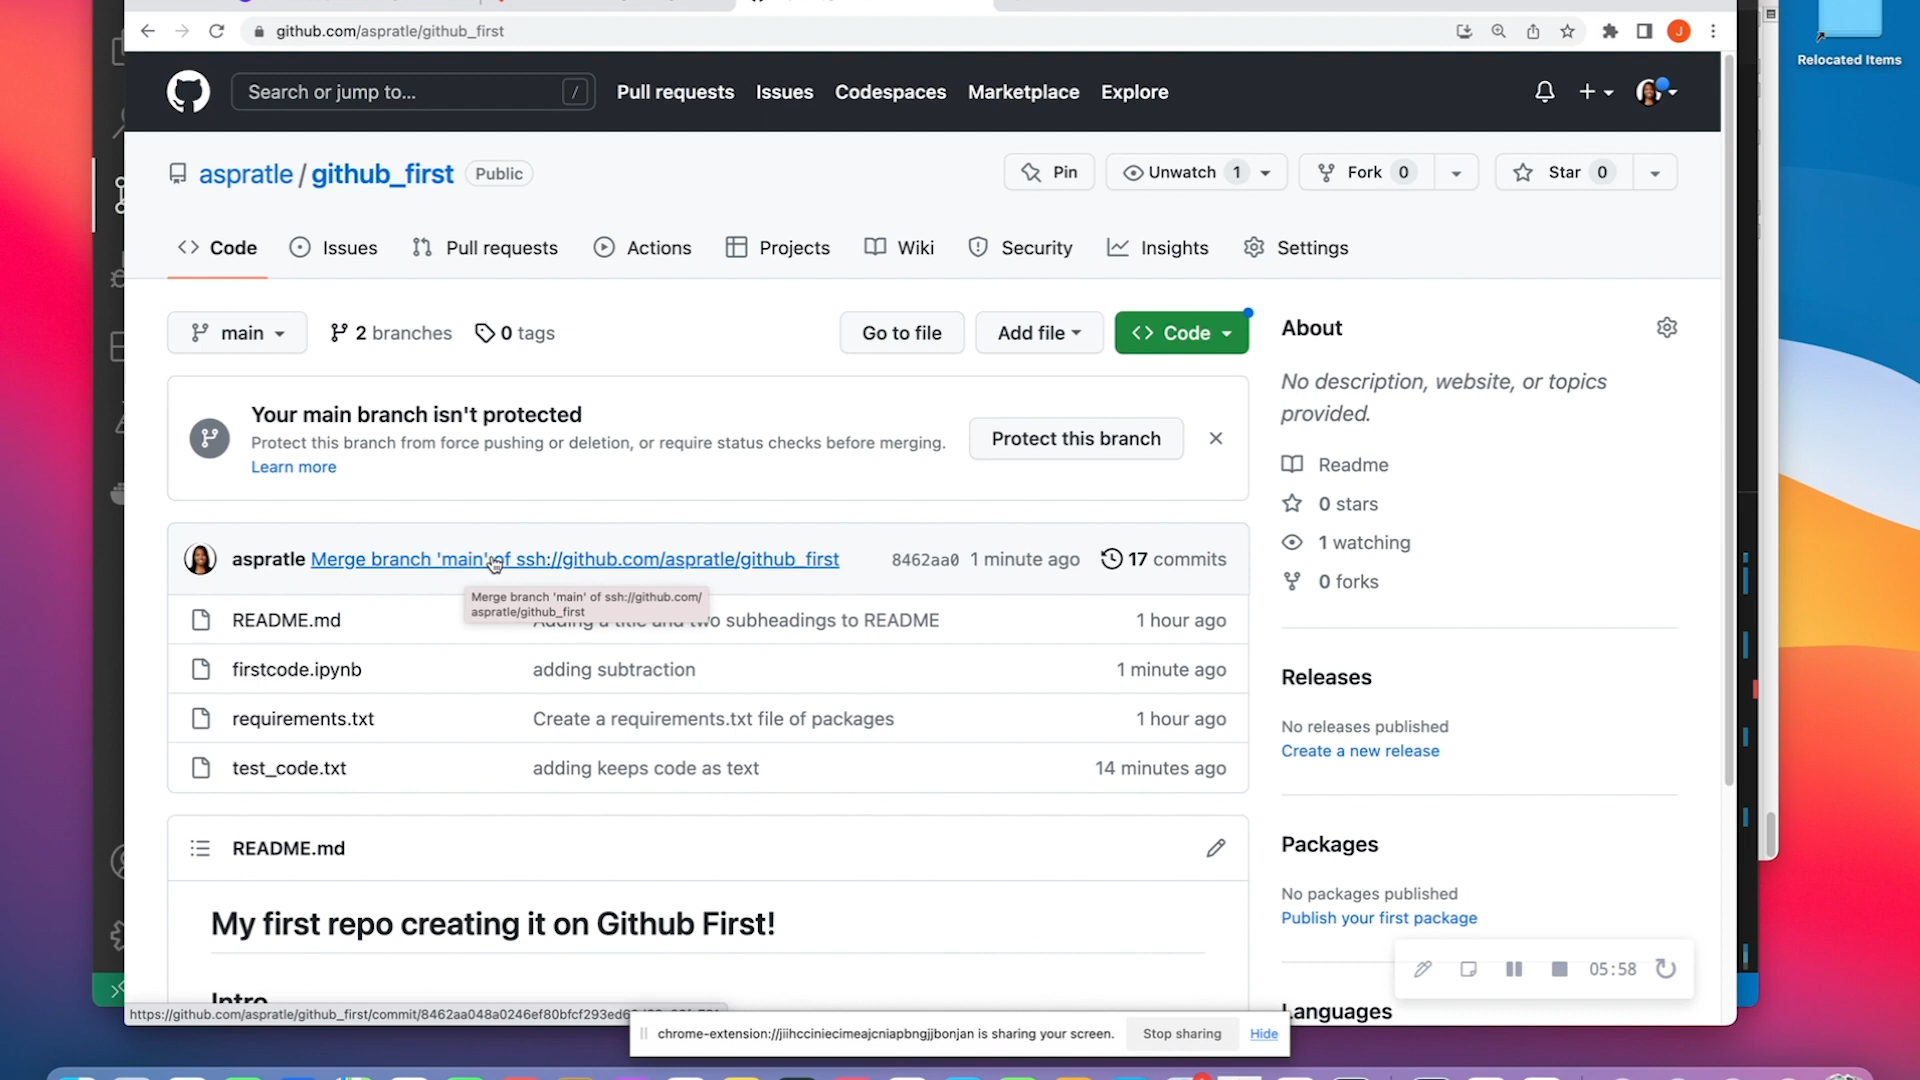 github.com/aspratle/github_first
J
Relocated Items
Search or jump to...
/
Pull requests
Issues
Codespaces
Marketplace
Explore
aspratle / github_first
Public
Pin
Unwatch 1
Fork 0
Star 0
Code
Issues
Pull requests
Actions
Projects
Wiki
Security
Insights
Settings
main
2 branches
0 tags
Go to file
Add file
Code
About
No description, website, or topics
provided.
Your main branch isn't protected
Protect this branch from force pushing or deletion, or require status checks before merging.
Learn more
Protect this branch
Readme
0 stars
1 watching
0 forks
aspratle Merge branch 'main' of ssh://github.com/aspratle/github_first
8462aa0 1 minute ago
17 commits
Merge branch 'main' of ssh://github.com/
aspratle/github_first
README.md
Adding a title and two subheadings to README
1 hour ago
firstcode.ipynb
adding subtraction
1 minute ago
requirements.txt
Create a requirements.txt file of packages
1 hour ago
test_code.txt
adding keeps code as text
14 minutes ago
Releases
No releases published
Create a new release
Packages
No packages published
Publish your first package
README.md
My first repo creating it on Github First!
Intro
05:58
Languages
chrome-extension://jiihcciniecimeajcniapbngjjbonjan is sharing your screen.
Stop sharing
Hide